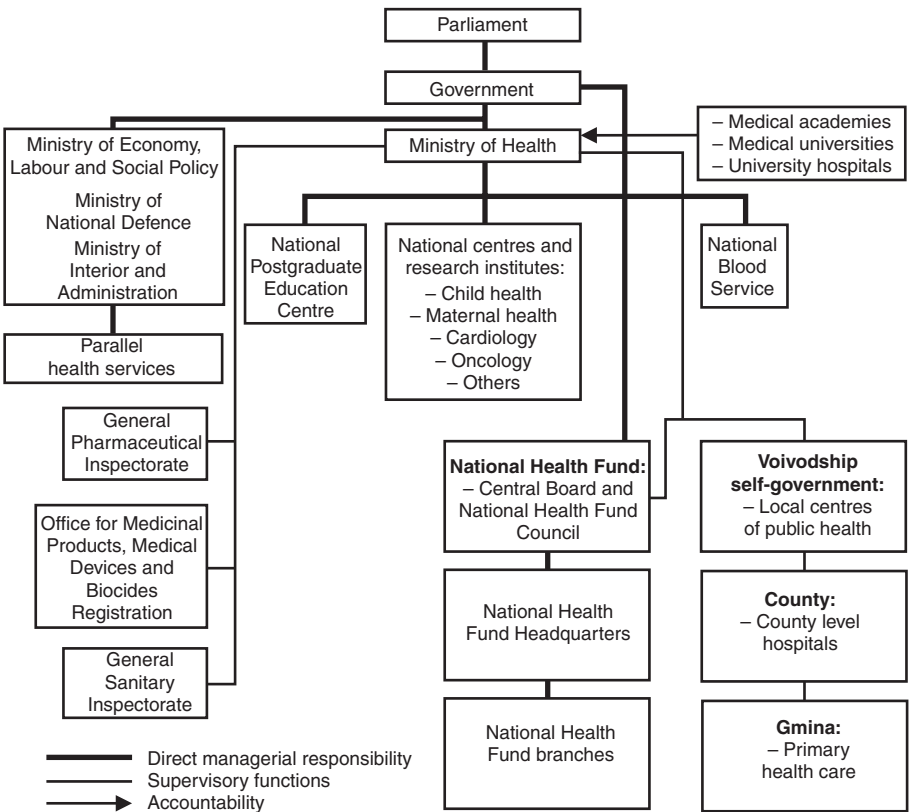 Parliament
Government
Ministry of Economy,
Labour and Social Policy
Ministry of
National Defence
Ministry of
Interior and
Administration
Ministry of Health
– Medical academies
– Medical universities
– University hospitals
National
Postgraduate
Education
Centre
National centres and
research institutes:
– Child health
– Maternal health
– Cardiology
– Oncology
– Others
National
Blood
Service
Parallel
health services
General
Pharmaceutical
Inspectorate
Office for Medicinal
Products, Medical
Devices and
Biocides
Registration
General
Sanitary
Inspectorate
National Health Fund:
– Central Board and
National Health Fund
Council
National Health
Fund Headquarters
National Health
Fund branches
Voivodship
self-government:
– Local centres
of public health
County:
– County level
hospitals
Gmina:
– Primary
health care
Direct managerial responsibility
Supervisory functions
Accountability